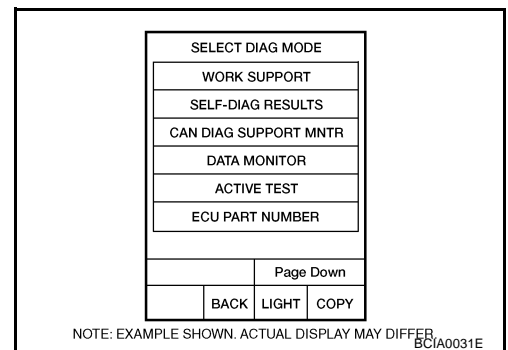 SELECT DIAG MODE
WORK SUPPORT
SELF-DIAG RESULTS
CAN DIAG SUPPORT MNTR
DATA MONITOR
ACTIVE TEST
ECU PART NUMBER
Page Down
BACK LIGHT COPY
NOTE: EXAMPLE SHOWN. ACTUAL DISPLAY MAY DIFFER.
BCIA0031E